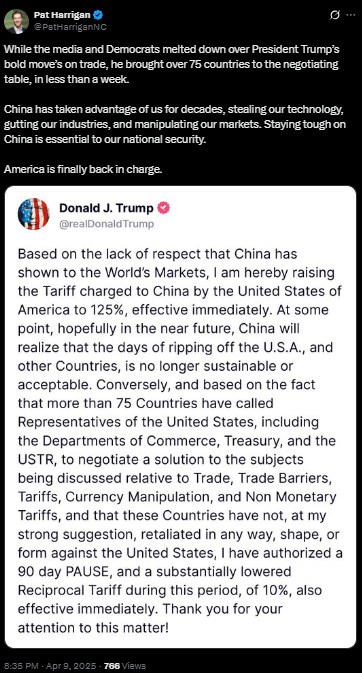 Pat Harrigan
@PatHarriganNC
While the media and Democrats melted down over President Trump's
bold move's on trade, he brought over 75 countries to the negotiating
table, in less than a week.
China has taken advantage of us for decades, stealing our technology,
gutting our industries, and manipulating our markets. Staying tough on
China is essential to our national security.
America is finally back in charge.
Donald J. Trump
@realDonaldTrump
Based on the lack of respect that China has
shown to the World's Markets, I am hereby raising
the Tariff charged to China by the United States of
America to 125%, effective immediately. At some
point, hopefully in the near future, China will
realize that the days of ripping off the U.S.A., and
other Countries, is no longer sustainable or
acceptable. Conversely, and based on the fact
that more than 75 Countries have called
Representatives of the United States, including
the Departments of Commerce, Treasury, and the
USTR, to negotiate a solution to the subjects
being discussed relative to Trade, Trade Barriers,
Tariffs, Currency Manipulation, and Non Monetary
Tariffs, and that these Countries have not, at my
strong suggestion, retaliated in any way, shape, or
form against the United States, I have authorized a
90 day PAUSE, and a substantially lowered
Reciprocal Tariff during this period, of 10%, also
effective immediately. Thank you for your
attention to this matter!
8:35 PM · Apr 9, 2025 · 766 Views